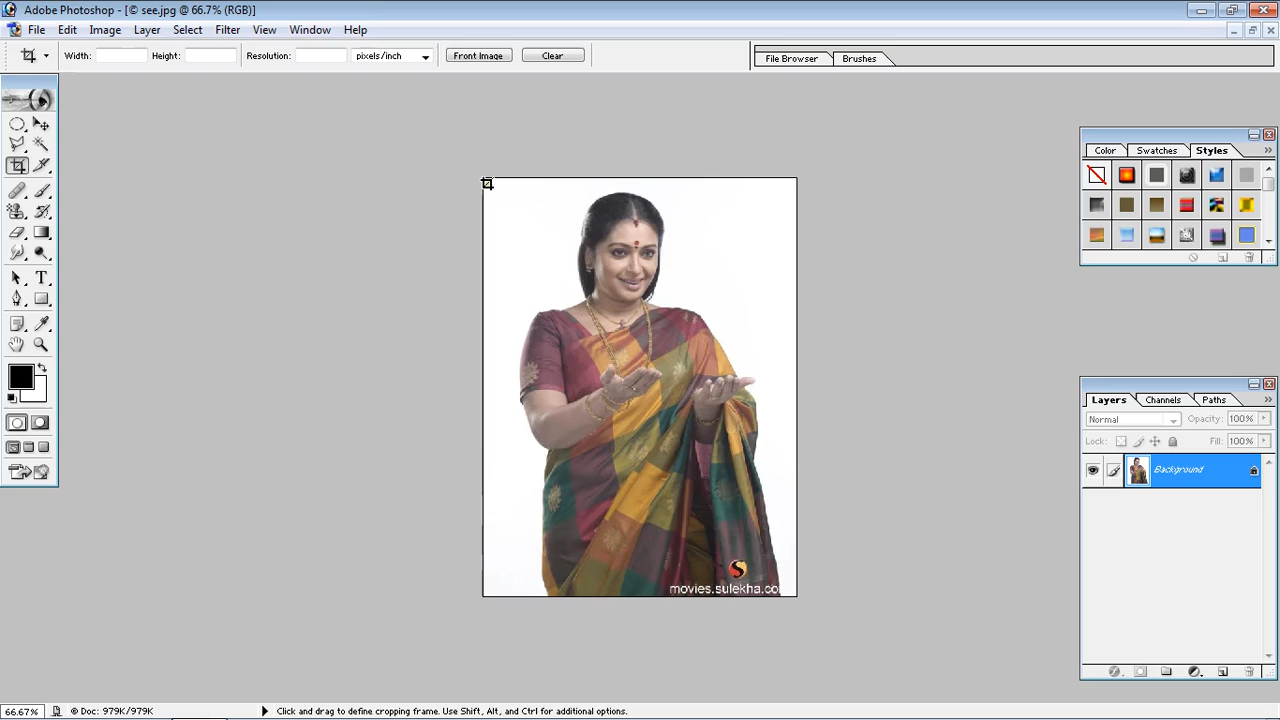 Adobe Photoshop - [© see.jpg @ 66.7% (RGB)]
File Edit Image Layer Select Filter View Window Help
Width: Height: Resolution: pixels/inch Front Image Clear File Browser Brushes
Color Swatches Styles
Layers Channels Paths
Normal Opacity: 100%
Lock: Fill: 100%
Background
T
S
movies.sulekha.co
66.67% Doc: 979K/979K Click and drag to define cropping frame. Use Shift, Alt, and Ctrl for additional options.